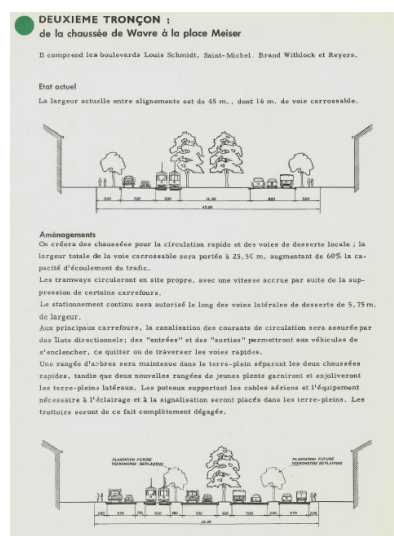 DEUXIEME TRONÇON :
de la chaussée de Wavre à la place Meiser
Il comprend les boulevards Louis Schmidt, Saint-Michel. Brand Withlock et Reyers.
Etat actuel
La largeur actuelle entre alignements est de 45 m. , dont 16 m. de voie carrossable.
45.00
Aménagements
On créera des chaussées pour la circulation rapide et des voies de desserte locale ; la
largeur totale de la voie carrossable sera portée à 25,50 m. augmentant de 60% la ca-
pacité d'écoulement du trafic.
Les tramways circuleront en site propre, avec une vitesse accrue par suite de la sup-
pression de certains carrefours.
Le stationnement continu sera autorisé le long des voies latérales de desserte de 5,75 m.
de largeur.
Aux principaux carrefours, la canalisation des courants de circulation sera assurée par
des îlots directionnels; des "entrées" et des "sorties" permettront aux véhicules de
s'enclencher, de quitter ou de traverser les voies rapides.
Une rangée d'arbres sera maintenue dans le terre-plein séparant les deux chaussées
rapides, tandis que deux nouvelles rangées de jeunes plants garniront et enjoliveront
les terre-pleins latéraux. Les poteaux supportant les cables aériens et l'équipement
nécessaire à l'éclairage et à la signalisation seront placés dans les terre-pleins. Les
trottoirs seront de ce fait complètement dégagés.
PLANTATION FUTURE
PLANTATION FUTURE
45.00